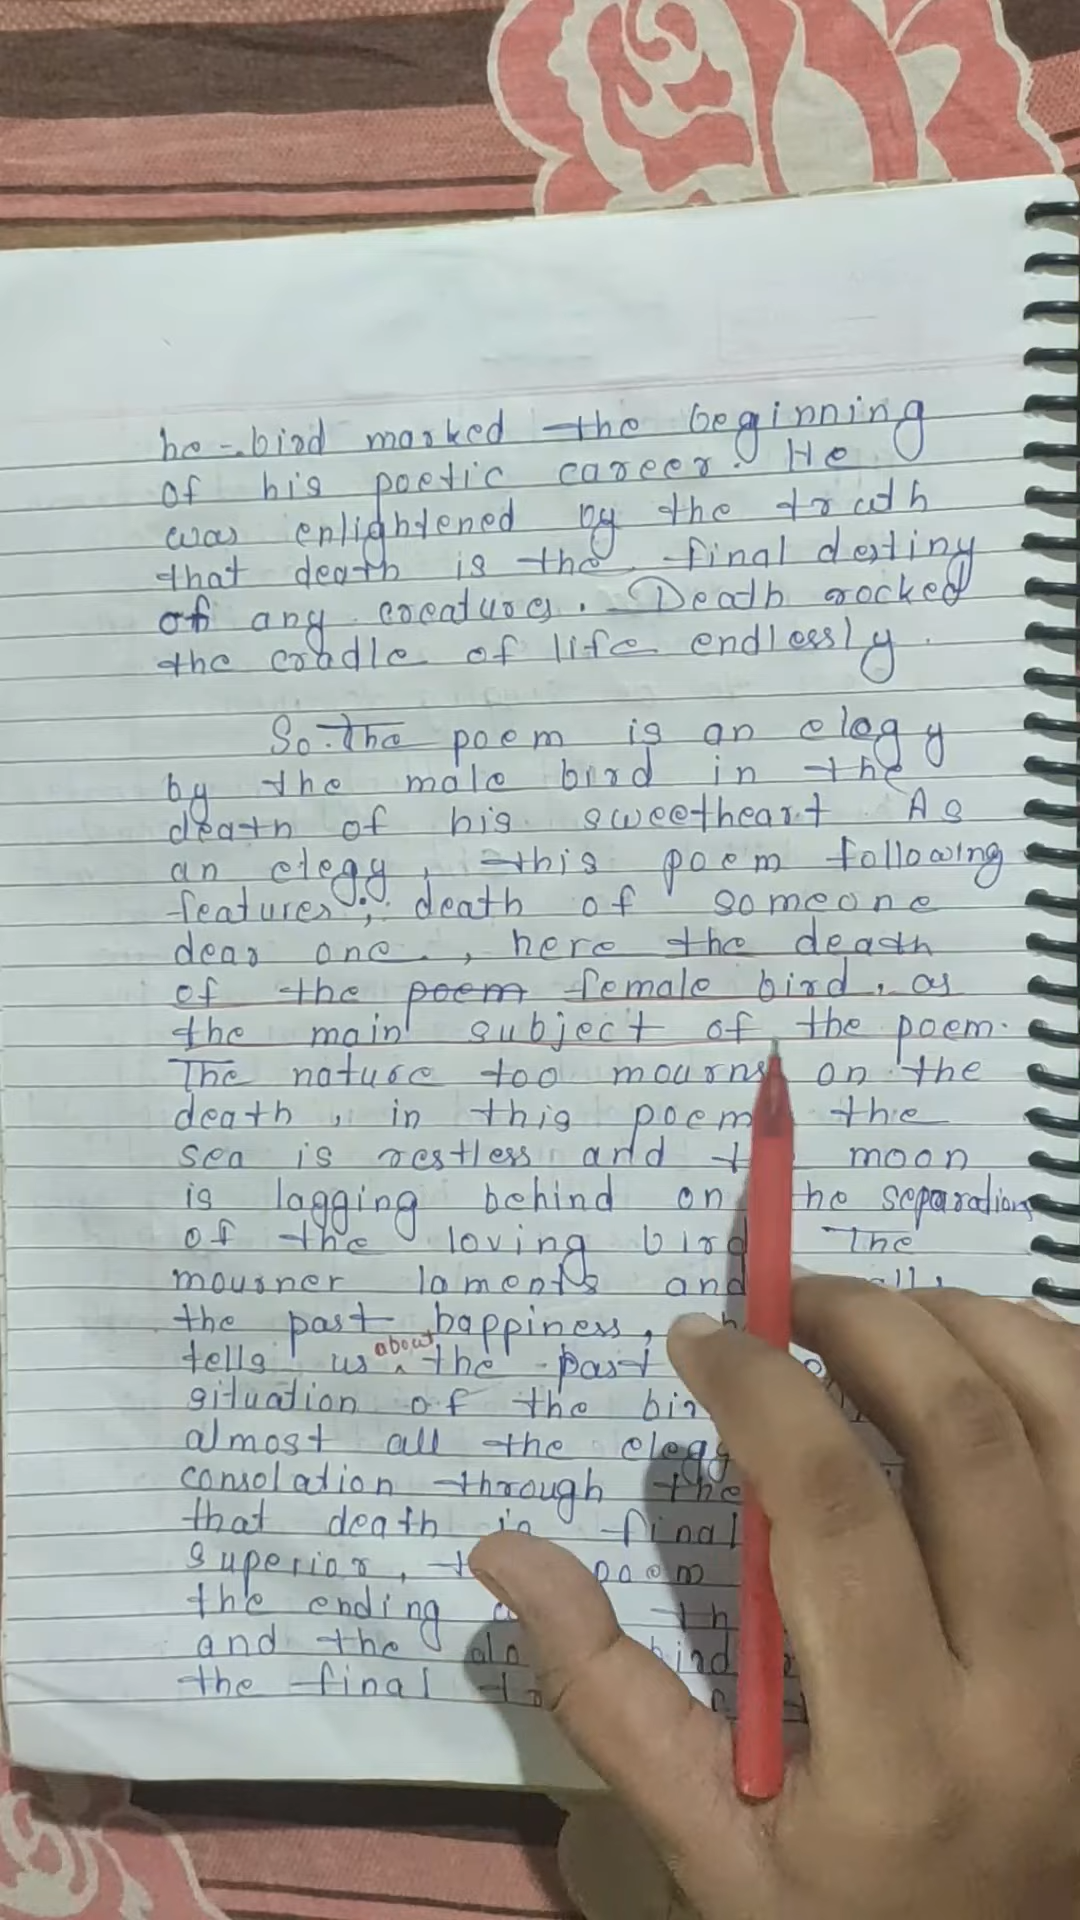 he-bird marked the beginning
of his poetic career. He
was enlightened by the truth
that death is the final destiny
of any creatures. Death rocked
the cradle of life endlessly.
So. The poem is an elegy
by the male bird in the
death of his sweetheart. As
an elegy, this poem following
features; death of someone
dear one, here the death
of the poem female bird, as
the main subject of the poem.
The nature too mourns on the
death, in this poem the
sea is restless and moon
is lagging behind on the separation
of the loving bird The
mourner laments and
the past happiness,
tells us about the past
situation of the
almost all the
consolation through the
that death is final
superior, poem
the ending
and the bird
the final